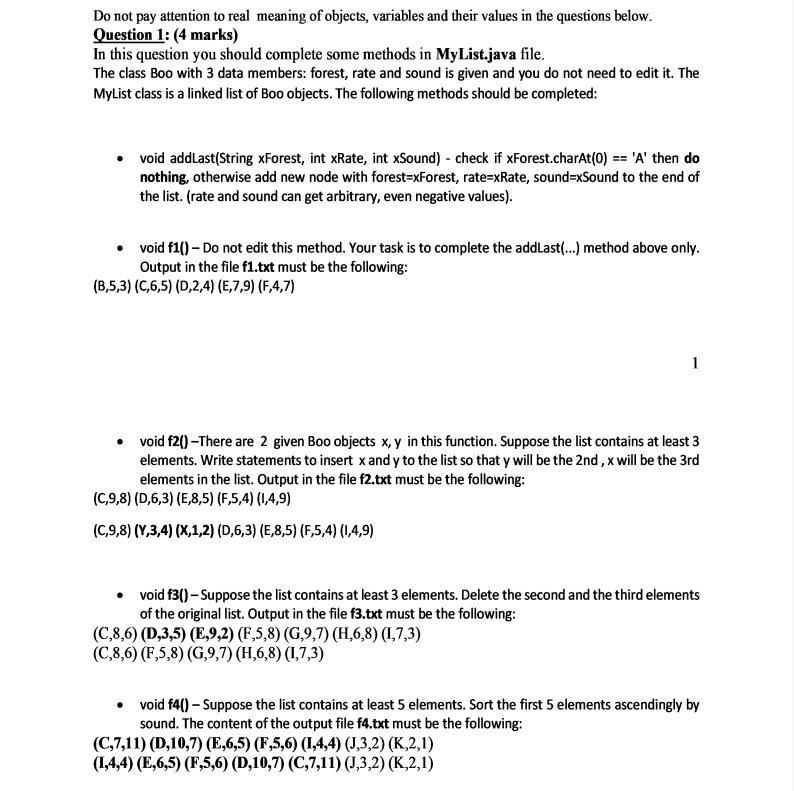 Do not pay attention to real meaning of objects, variables and their values in the questions below.
Question 1: (4 marks)
In this question you should complete some methods in MyList.java file.
The class Boo with 3 data members: forest, rate and sound is given and you do not need to edit it. The
MyList class is a linked list of Boo objects. The following methods should be completed:
• void addLast(String xForest, int xRate, int xSound) - check if xForest.charAt(0) == 'A' then do
nothing, otherwise add new node with forest=xForest, rate=xRate, sound=xSound to the end of
the list. (rate and sound can get arbitrary, even negative values).
• void f1() – Do not edit this method. Your task is to complete the addLast(...) method above only.
Output in the file f1.txt must be the following:
(B,5,3) (C,6,5) (D,2,4) (E,7,9) (F,4,7)
1
• void f2() –There are 2 given Boo objects x, y in this function. Suppose the list contains at least 3
elements. Write statements to insert x and y to the list so that y will be the 2nd , x will be the 3rd
elements in the list. Output in the file f2.txt must be the following:
(C,9,8) (D,6,3) (E,8,5) (F,5,4) (I,4,9)
(C,9,8) (Y,3,4) (X,1,2) (D,6,3) (E,8,5) (F,5,4) (I,4,9)
• void f3() – Suppose the list contains at least 3 elements. Delete the second and the third elements
of the original list. Output in the file f3.txt must be the following:
(C,8,6) (D,3,5) (E,9,2) (F,5,8) (G,9,7) (H,6,8) (I,7,3)
(C,8,6) (F,5,8) (G,9,7) (H,6,8) (I,7,3)
• void f4() – Suppose the list contains at least 5 elements. Sort the first 5 elements ascendingly by
sound. The content of the output file f4.txt must be the following:
(C,7,11) (D,10,7) (E,6,5) (F,5,6) (I,4,4) (J,3,2) (K,2,1)
(I,4,4) (E,6,5) (F,5,6) (D,10,7) (C,7,11) (J,3,2) (K,2,1)